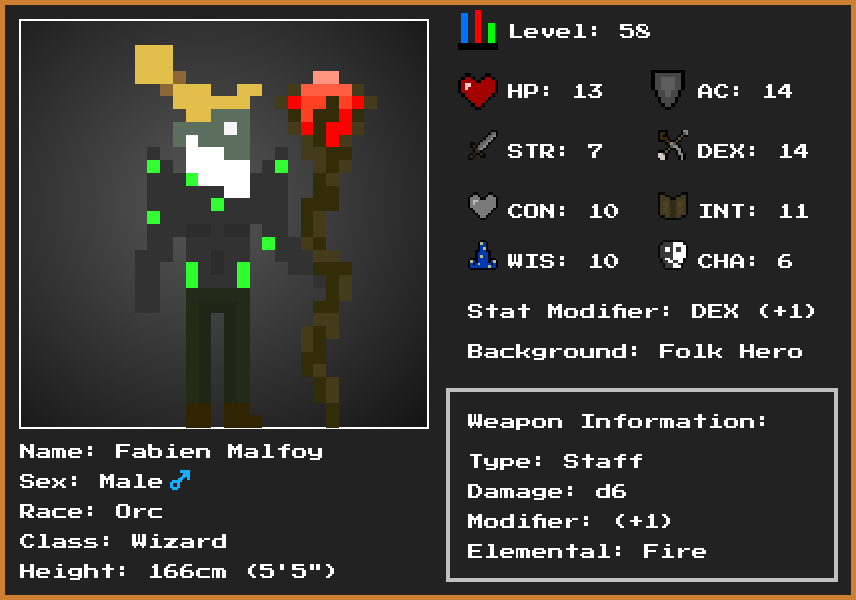 Level: 58
HP: 13
AC: 14
STR: 7
DEX: 14
CON: 10
INT: 11
WIS: 10
CHA: 6
Stat Modifier: DEX (+1)
Background: Folk Hero
Weapon Information:
Type: Staff
Damage: d6
Modifier: (+1)
Elemental: Fire
Name: Fabien Malfoy
Sex: Male ♂
Race: Orc
Class: Wizard
Height: 166cm (5'5")